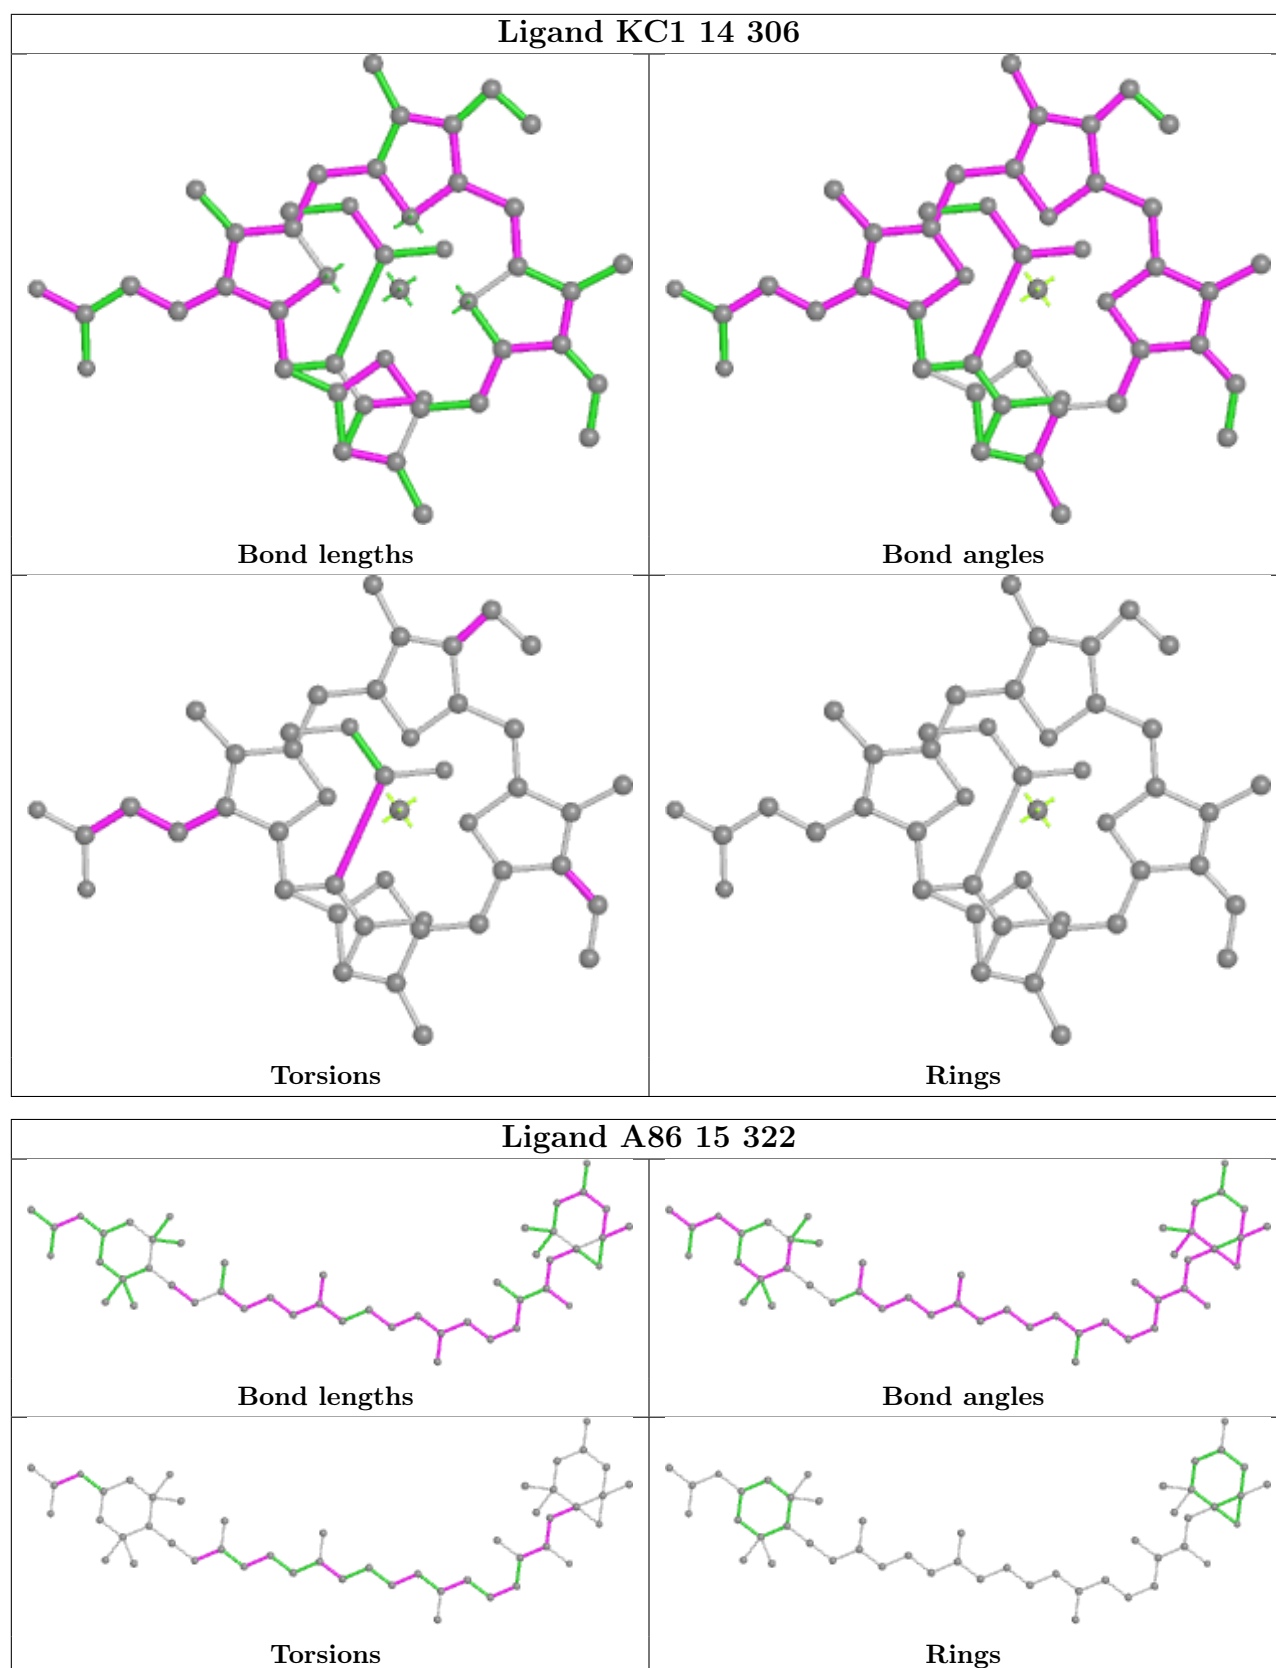 Ligand KC1 14 306
Bond lengths
Bond angles
Torsions
Rings
Ligand A86 15 322
Bond lengths
Bond angles
Torsions
Rings